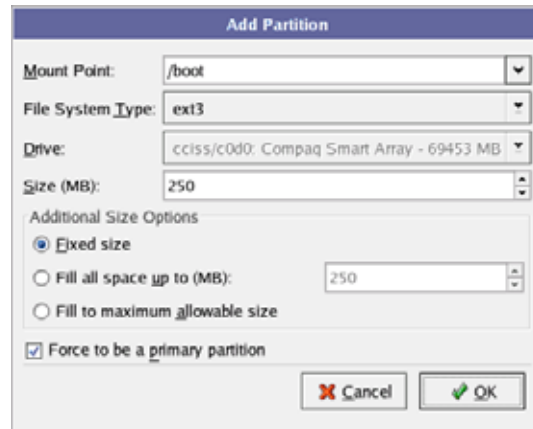 Add Partition
Mount Point: /boot
File System Type: ext3
Drive: cciss/c0d0: Compaq Smart Array - 69453 MB
Size (MB): 250
Additional Size Options
Fixed size
Fill all space up to (MB): 250
Fill to maximum allowable size
Force to be a primary partition
Cancel OK